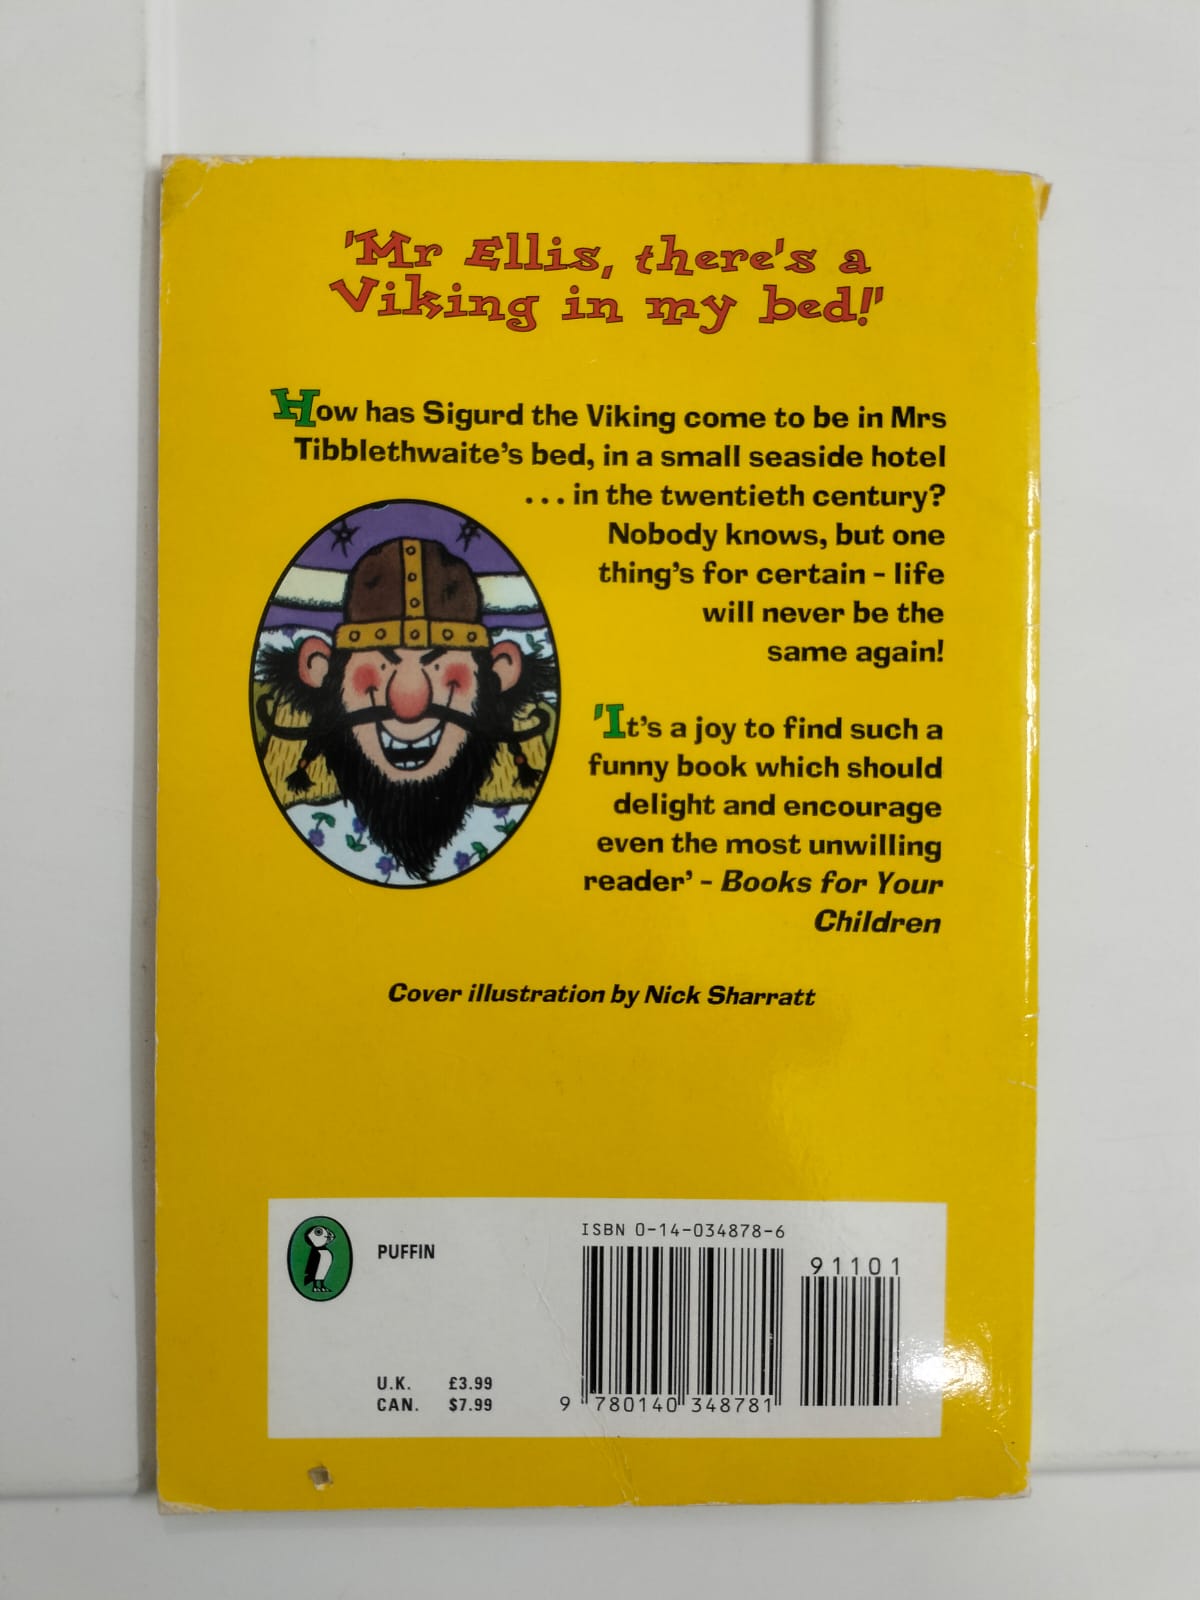 'Mr Ellis, there's a
Viking in my bed!'
How has Sigurd the Viking come to be in Mrs
Tibblethwaite's bed, in a small seaside hotel
... in the twentieth century?
Nobody knows, but one
thing's for certain – life
will never be the
same again!
'It's a joy to find such a
funny book which should
delight and encourage
even the most unwilling
reader' – Books for Your
Children
Cover illustration by Nick Sharratt
PUFFIN
U.K. £3.99
CAN. $7.99
ISBN 0-14-034878-6
91101
9 780140 348781